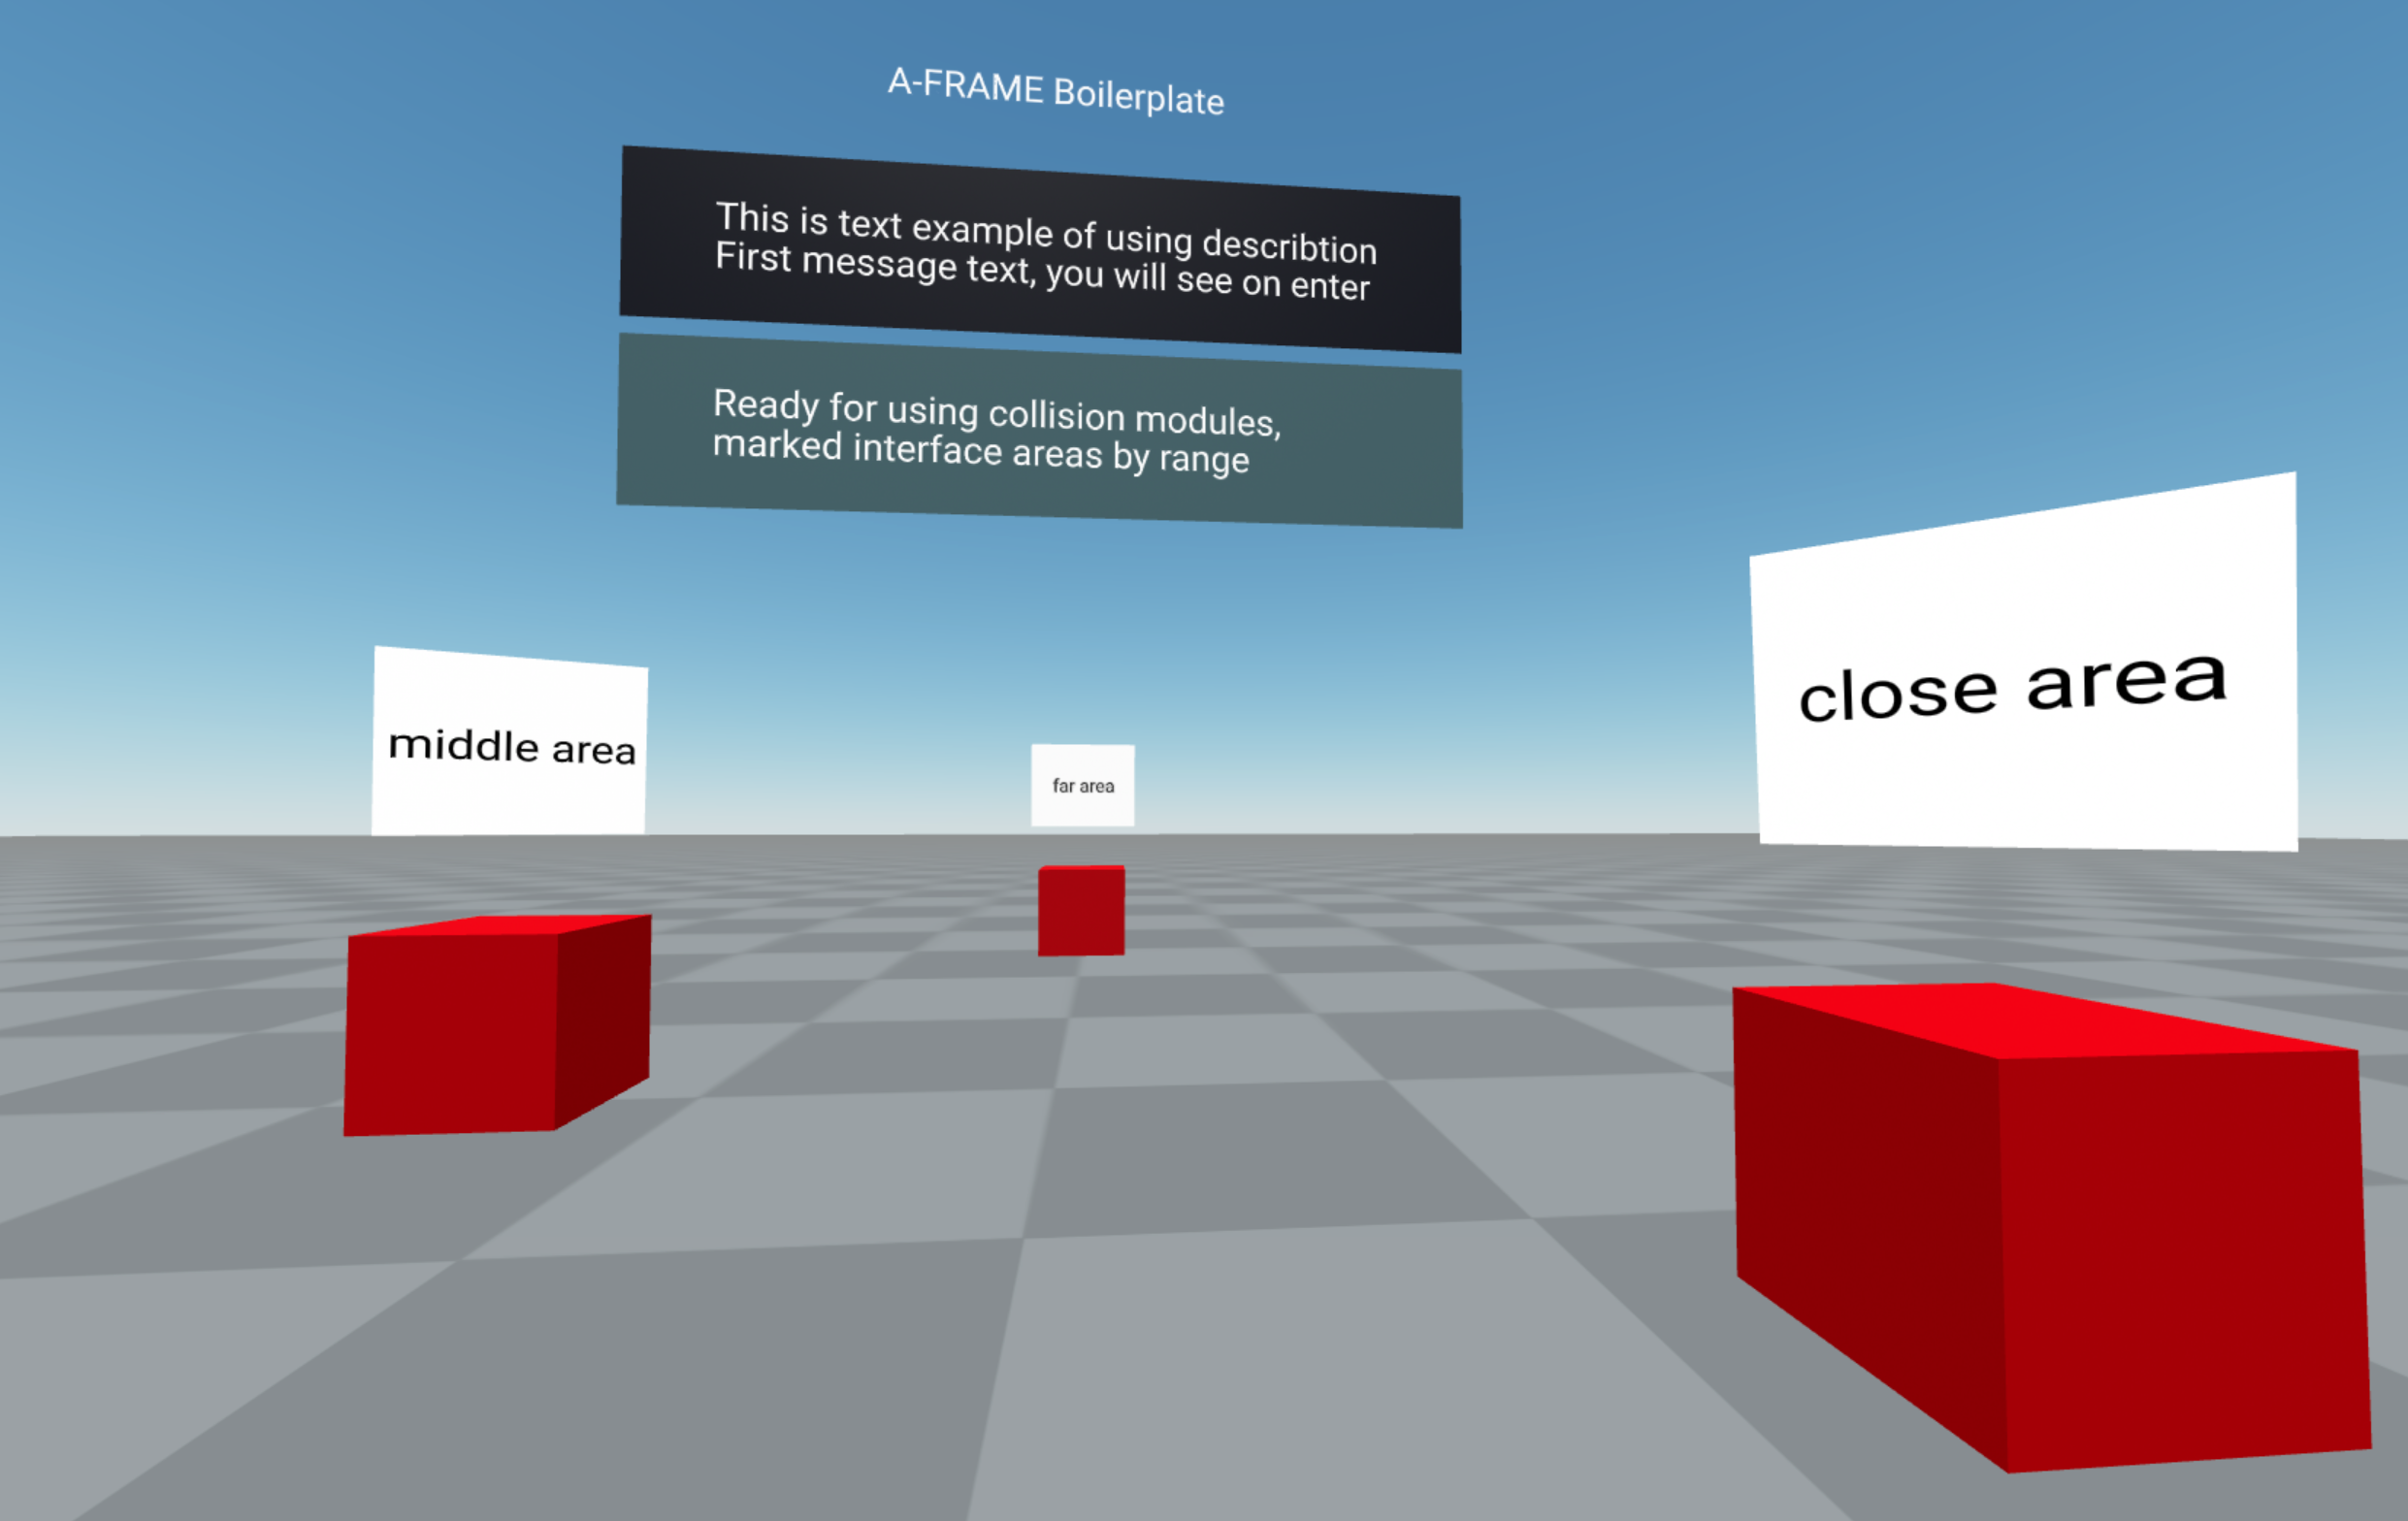 A-FRAME Boilerplate
This is text example of using describtion
First message text, you will see on enter
Ready for using collision modules,
marked interface areas by range
close area
middle area
far area